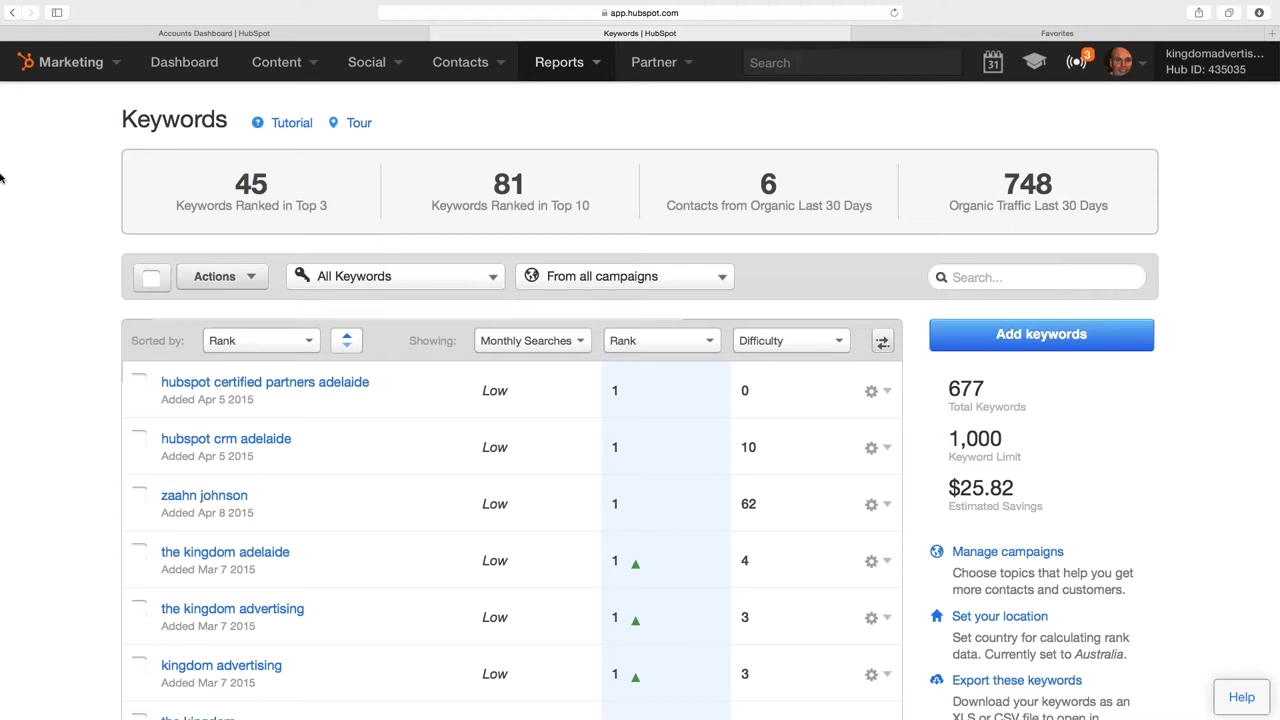 app.hubspot.com
Accounts Dashboard | HubSpot
Keywords | HubSpot
Favorites
Marketing
Dashboard
Content
Social
Contacts
Reports
Partner
Search
31
3
kingdomadvertis...
Hub ID: 435035
Keywords
Tutorial
Tour
45
Keywords Ranked in Top 3
81
Keywords Ranked in Top 10
6
Contacts from Organic Last 30 Days
748
Organic Traffic Last 30 Days
Actions
All Keywords
From all campaigns
Search...
Sorted by:
Rank
Showing:
Monthly Searches
Rank
Difficulty
hubspot certified partners adelaide
Added Apr 5 2015
Low
1
0
hubspot crm adelaide
Added Apr 5 2015
Low
1
10
zaahn johnson
Added Apr 8 2015
Low
1
62
the kingdom adelaide
Added Mar 7 2015
Low
1
4
the kingdom advertising
Added Mar 7 2015
Low
1
3
kingdom advertising
Added Mar 7 2015
Low
1
3
the kingdom
Add keywords
677
Total Keywords
1,000
Keyword Limit
$25.82
Estimated Savings
Manage campaigns
Choose topics that help you get
more contacts and customers.
Set your location
Set country for calculating rank
data. Currently set to Australia.
Export these keywords
Download your keywords as an
XLS or CSV file to open in
Help